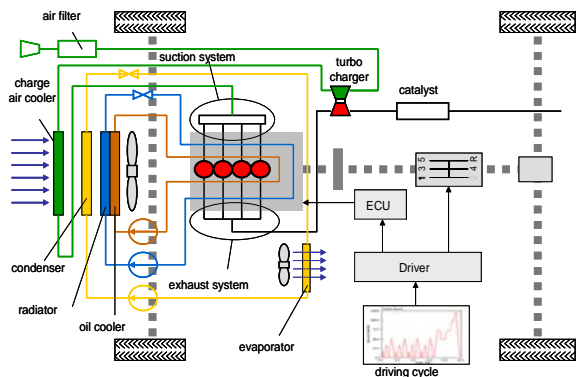 air filter
suction system
turbo
charger
catalyst
charge
air cooler
1 3 5
2 4 R
ECU
Driver
condenser
radiator
oil cooler
exhaust system
evaporator
driving cycle